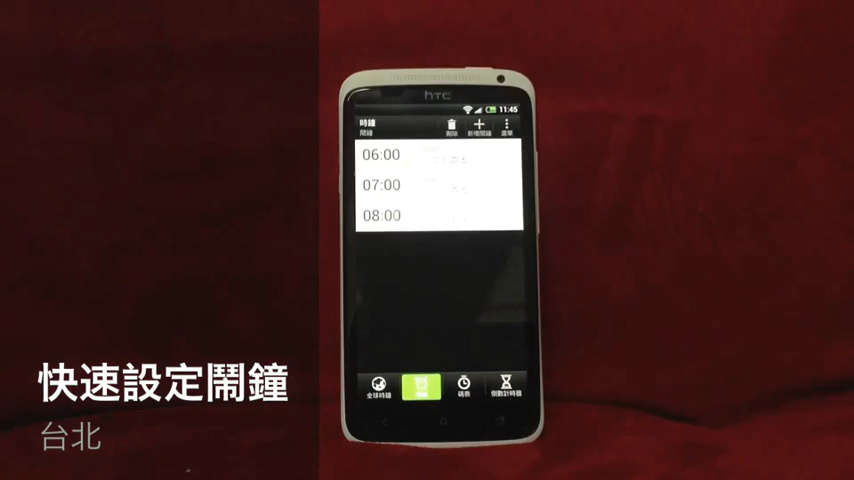 hTC
11:45
時鐘
鬧鐘
刪除
新增鬧鐘
選單
06:00
07:00
08:00
全球時鐘
碼表
倒數計時器
快速設定鬧鐘
台北